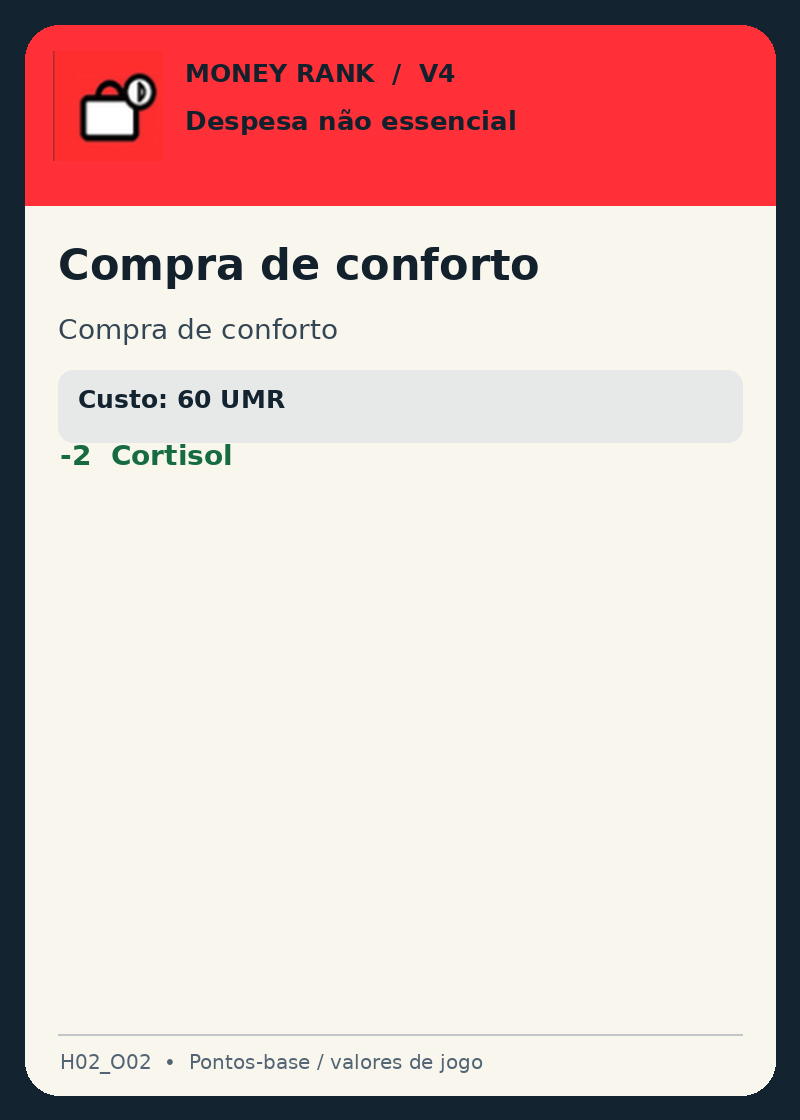 MONEY RANK / V4
Despesa não essencial
Compra de conforto
Compra de conforto
Custo: 60 UMR
-2 Cortisol
H02_O02 • Pontos-base / valores de jogo